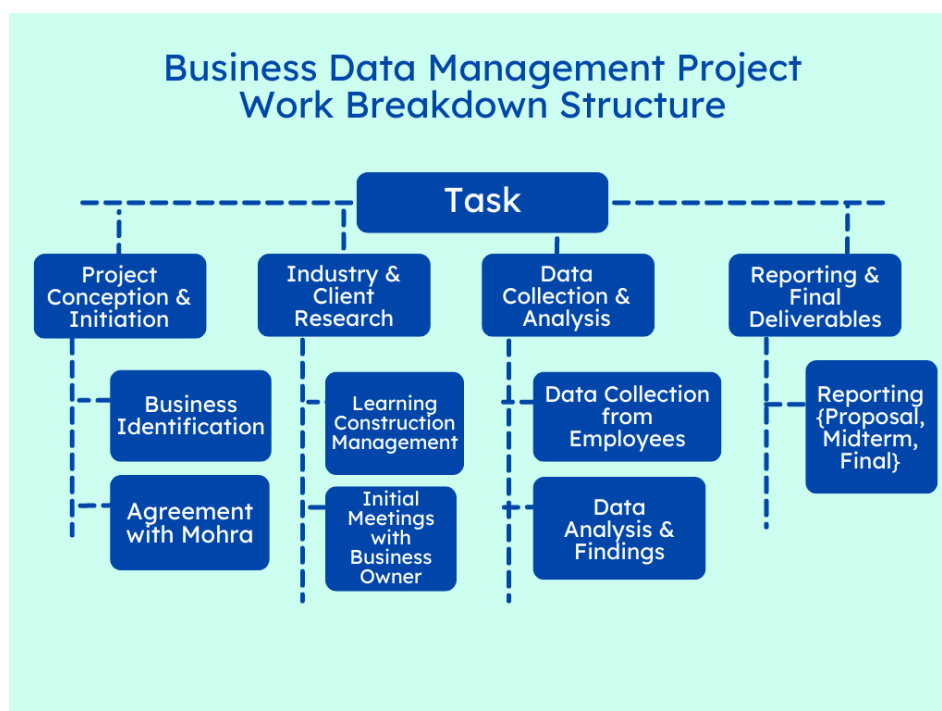 Business Data Management Project
Work Breakdown Structure
Task
Project
Conception &
Initiation
Industry &
Client
Research
Data
Collection &
Analysis
Reporting &
Final
Deliverables
Business
Identification
Agreement
with Mohra
Learning
Construction
Management
Initial
Meetings
with
Business
Owner
Data Collection
from
Employees
Data
Analysis &
Findings
Reporting
{Proposal,
Midterm,
Final}